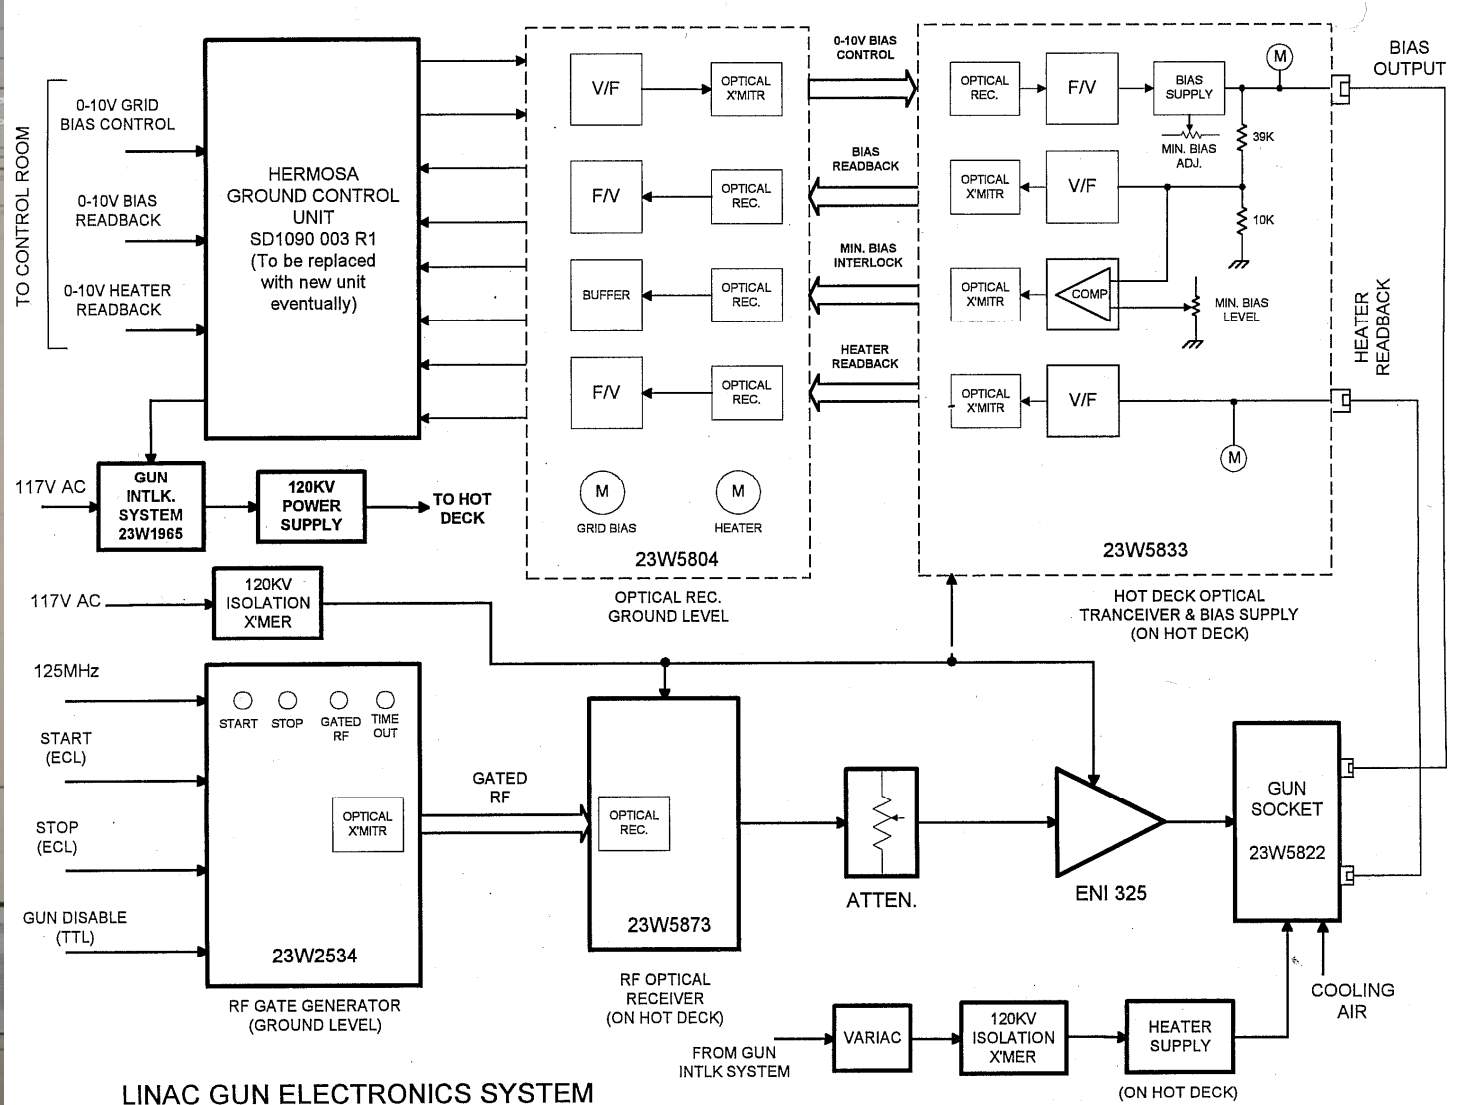 TO CONTROL ROOM
0-10V GRID
BIAS CONTROL
0-10V BIAS
READBACK
0-10V HEATER
READBACK
HERMOSA
GROUND CONTROL
UNIT
SD1090 003 R1
(To be replaced
with new unit
eventually)
V/F
OPTICAL
X'MITR
F/V
OPTICAL
REC.
BUFFER
OPTICAL
REC.
F/V
OPTICAL
REC.
M
GRID BIAS
M
HEATER
23W5804
OPTICAL REC.
GROUND LEVEL
0-10V BIAS
CONTROL
BIAS
READBACK
MIN. BIAS
INTERLOCK
HEATER
READBACK
OPTICAL
REC.
F/V
BIAS
SUPPLY
M
MIN. BIAS
ADJ.
39K
OPTICAL
X'MITR
V/F
10K
OPTICAL
X'MITR
COMP
MIN. BIAS
LEVEL
OPTICAL
X'MITR
V/F
M
23W5833
HOT DECK OPTICAL
TRANCEIVER & BIAS SUPPLY
(ON HOT DECK)
BIAS
OUTPUT
HEATER
READBACK
117V AC
GUN
INTLK.
SYSTEM
23W1965
120KV
POWER
SUPPLY
TO HOT
DECK
117V AC
120KV
ISOLATION
X'MER
125MHz
START
(ECL)
STOP
(ECL)
GUN DISABLE
(TTL)
START
STOP
GATED
RF
TIME
OUT
OPTICAL
X'MITR
23W2534
RF GATE GENERATOR
(GROUND LEVEL)
GATED
RF
OPTICAL
REC.
23W5873
RF OPTICAL
RECEIVER
(ON HOT DECK)
ATTEN.
ENI 325
GUN
SOCKET
23W5822
COOLING
AIR
FROM GUN
INTLK SYSTEM
VARIAC
120KV
ISOLATION
X'MER
HEATER
SUPPLY
(ON HOT DECK)
LINAC GUN ELECTRONICS SYSTEM